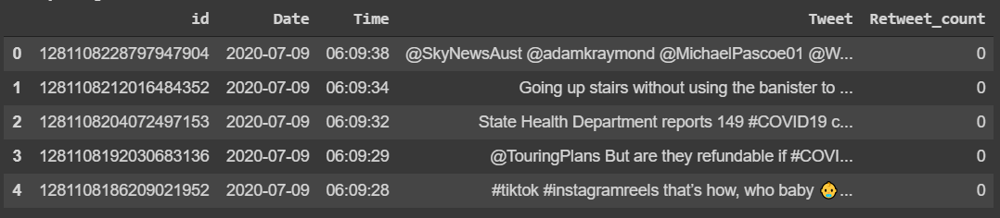 id Date Time Tweet Retweet_count
0 1281108228797947904 2020-07-09 06:09:38 @SkyNewsAust @adamkraymond @MichaelPascoe01 @W... 0
1 1281108212016484352 2020-07-09 06:09:34 Going up stairs without using the banister to ... 0
2 1281108204072497153 2020-07-09 06:09:32 State Health Department reports 149 #COVID19 c... 0
3 1281108192030683136 2020-07-09 06:09:29 @TouringPlans But are they refundable if #COVI... 0
4 1281108186209021952 2020-07-09 06:09:28 #tiktok #instagramreels that’s how, who baby 👶... 0